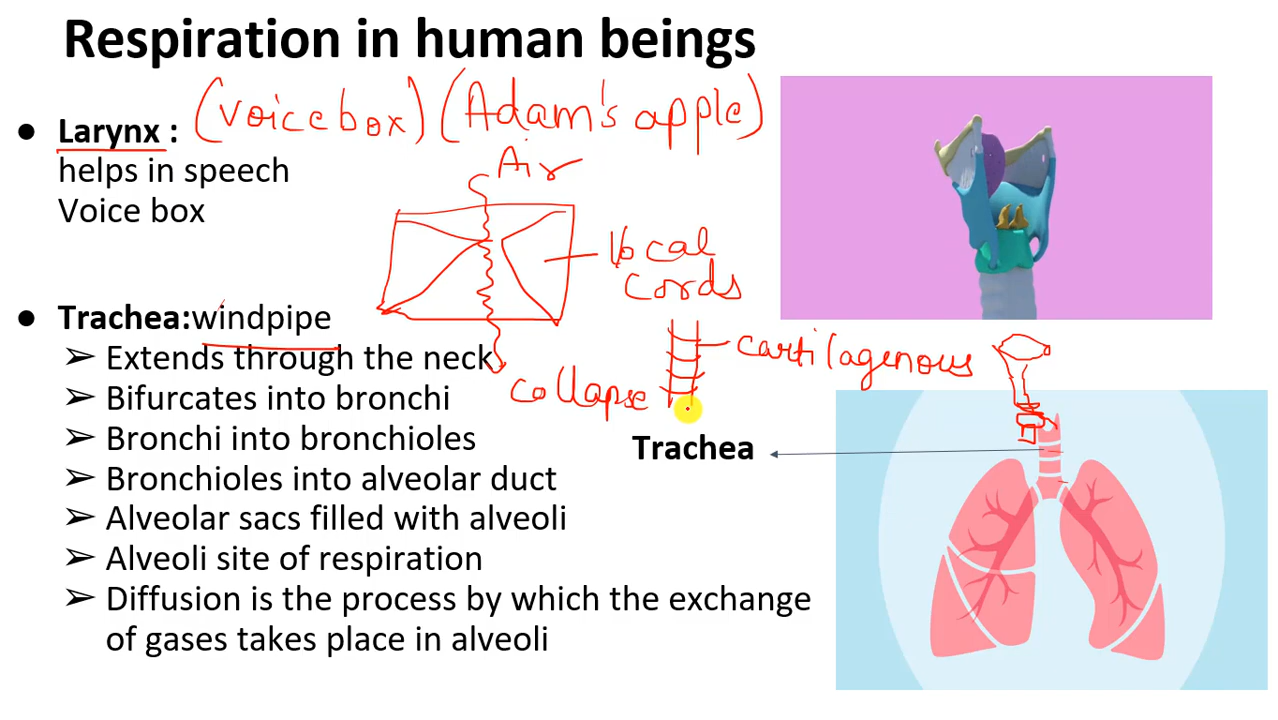 Respiration in human beings
(voice box) (Adam's apple)
● Larynx :
helps in speech
Voice box
Air
Vocal
cords
● Trachea:windpipe
➢ Extends through the neck
cartilagenous
collapse
➢ Bifurcates into bronchi
➢ Bronchi into bronchioles
Trachea
➢ Bronchioles into alveolar duct
➢ Alveolar sacs filled with alveoli
➢ Alveoli site of respiration
➢ Diffusion is the process by which the exchange
of gases takes place in alveoli